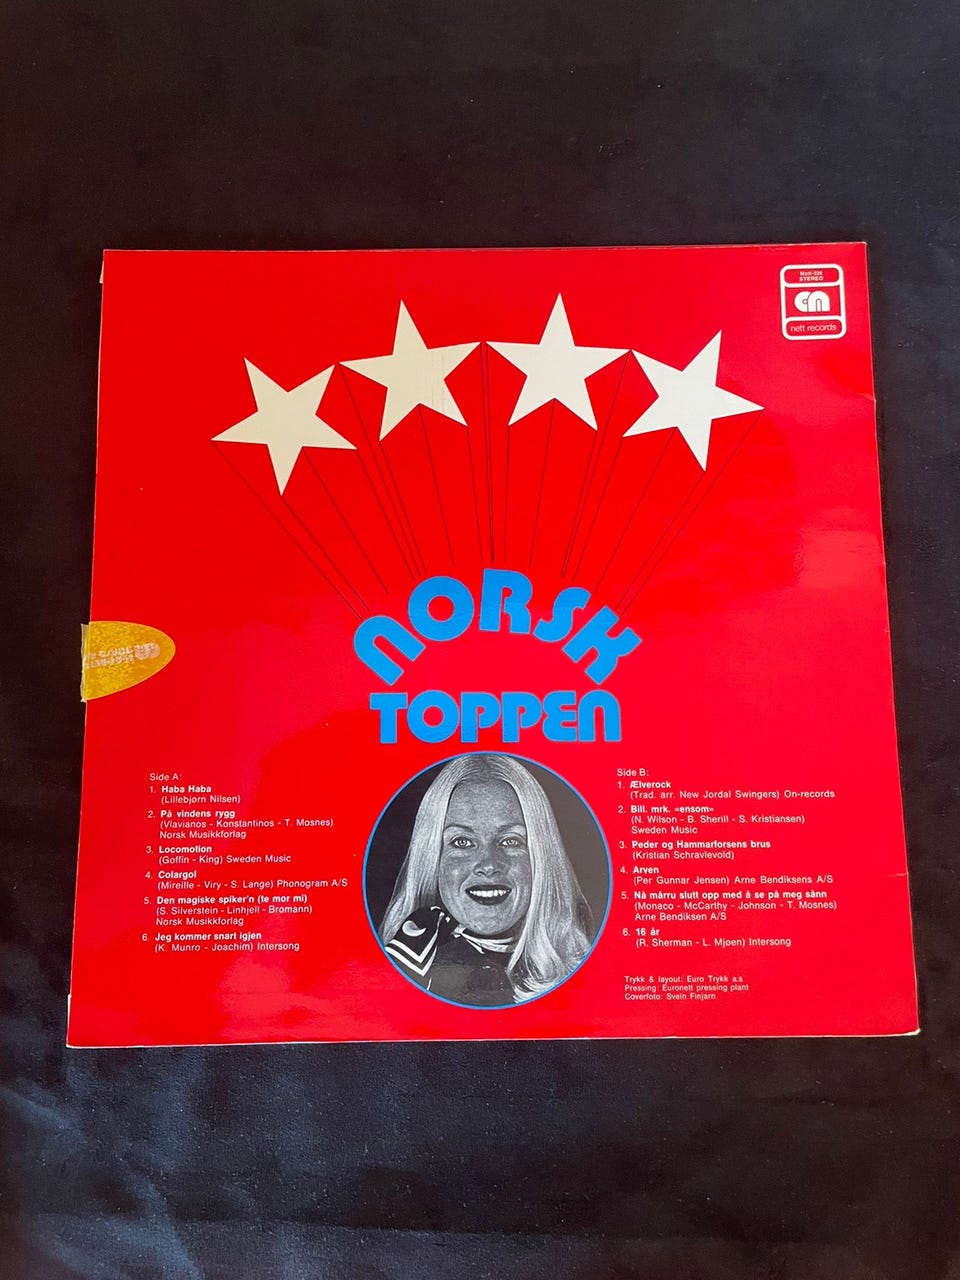 Nett-526
STEREO
nett records
NORSK
TOPPEN
Side A:
1. Haba Haba
(Lillebjørn Nilsen)
2. På vindens rygg
(Vlavianos - Konstantinos - T. Mosnes)
Norsk Musikkforlag
3. Locomotion
(Goffin - King) Sweden Music
4. Colargol
(Mireille - Viry - S. Lange) Phonogram A/S
5. Den magiske spiker'n (te mor mi)
(S. Silverstein - Linhjell - Bromann)
Norsk Musikkforlag
6. Jeg kommer snart igjen
(K. Munro - Joachim) Intersong
Side B:
1. Ælverock
(Trad. arr. New Jordal Swingers) On-records
2. Bill. mrk. «ensom»
(N. Wilson - B. Sherill - S. Kristiansen)
Sweden Music
3. Peder og Hammarforsens brus
(Kristian Schravlevold)
4. Arven
(Per Gunnar Jensen) Arne Bendiksens A/S
5. Nå mårru slutt opp med å se på meg sånn
(Monaco - McCarthy - Johnson - T. Mosnes)
Arne Bendiksen A/S
6. 16 år
(R. Sherman - L. Mjøen) Intersong
Trykk & layout: Euro Trykk a.s
Pressing: Euronett pressing plant
Coverfoto: Svein Finjarn